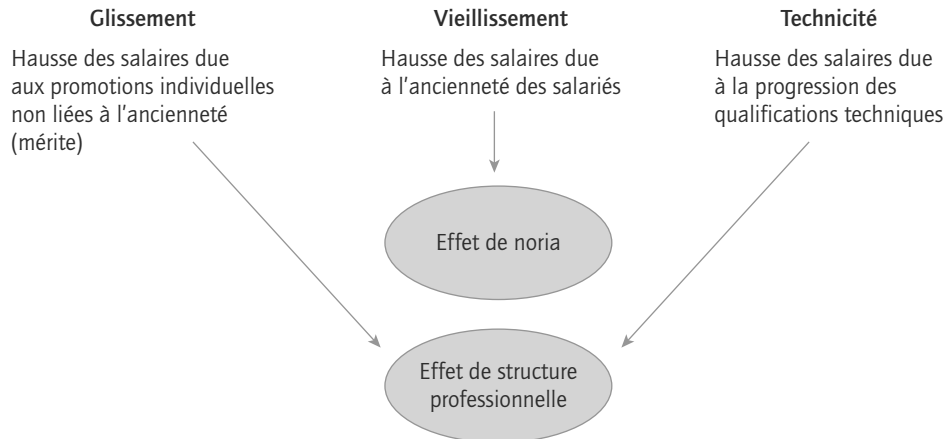 Glissement
Hausse des salaires due
aux promotions individuelles
non liées à l'ancienneté
(mérite)
Vieillissement
Hausse des salaires due
à l'ancienneté des salariés
Technicité
Hausse des salaires due
à la progression des
qualifications techniques
Effet de noria
Effet de structure
professionnelle